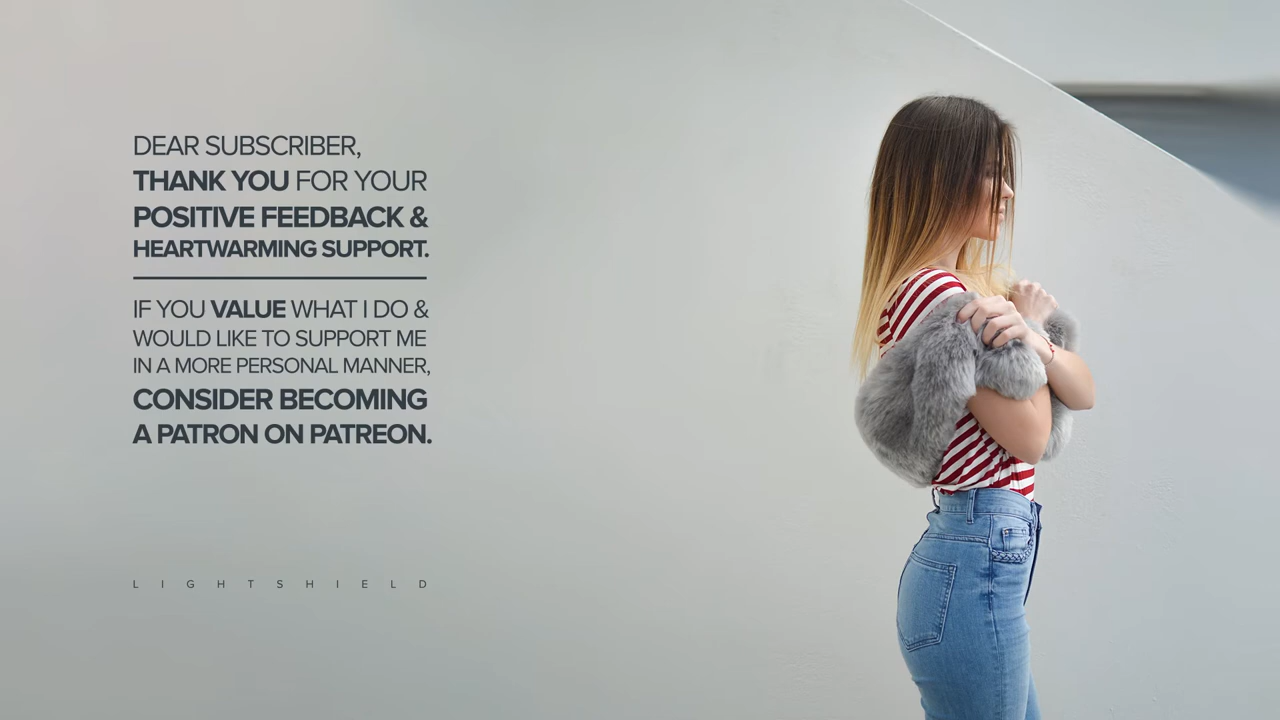 DEAR SUBSCRIBER,
THANK YOU FOR YOUR
POSITIVE FEEDBACK &
HEARTWARMING SUPPORT.
IF YOU VALUE WHAT I DO &
WOULD LIKE TO SUPPORT ME
IN A MORE PERSONAL MANNER,
CONSIDER BECOMING
A PATRON ON PATREON.
LIGHTSHIELD